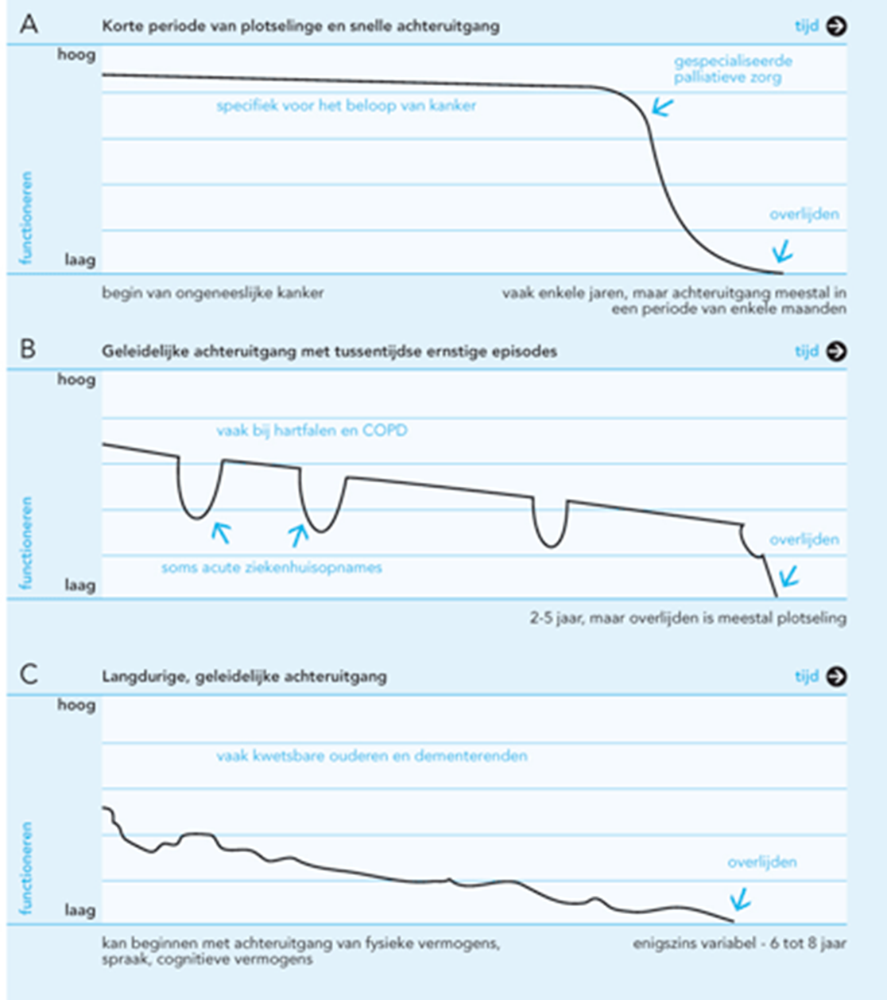 A
Korte periode van plotselinge en snelle achteruitgang
tijd
hoog
gespecialiseerde
palliatieve zorg
specifiek voor het beloop van kanker
functioneren
overlijden
laag
begin van ongeneeslijke kanker
vaak enkele jaren, maar achteruitgang meestal in
een periode van enkele maanden
B
Geleidelijke achteruitgang met tussentijdse ernstige episodes
tijd
hoog
vaak bij hartfalen en COPD
functioneren
overlijden
soms acute ziekenhuisopnames
laag
2-5 jaar, maar overlijden is meestal plotseling
C
Langdurige, geleidelijke achteruitgang
tijd
hoog
vaak kwetsbare ouderen en dementerenden
functioneren
overlijden
laag
kan beginnen met achteruitgang van fysieke vermogens,
spraak, cognitieve vermogens
enigszins variabel - 6 tot 8 jaar